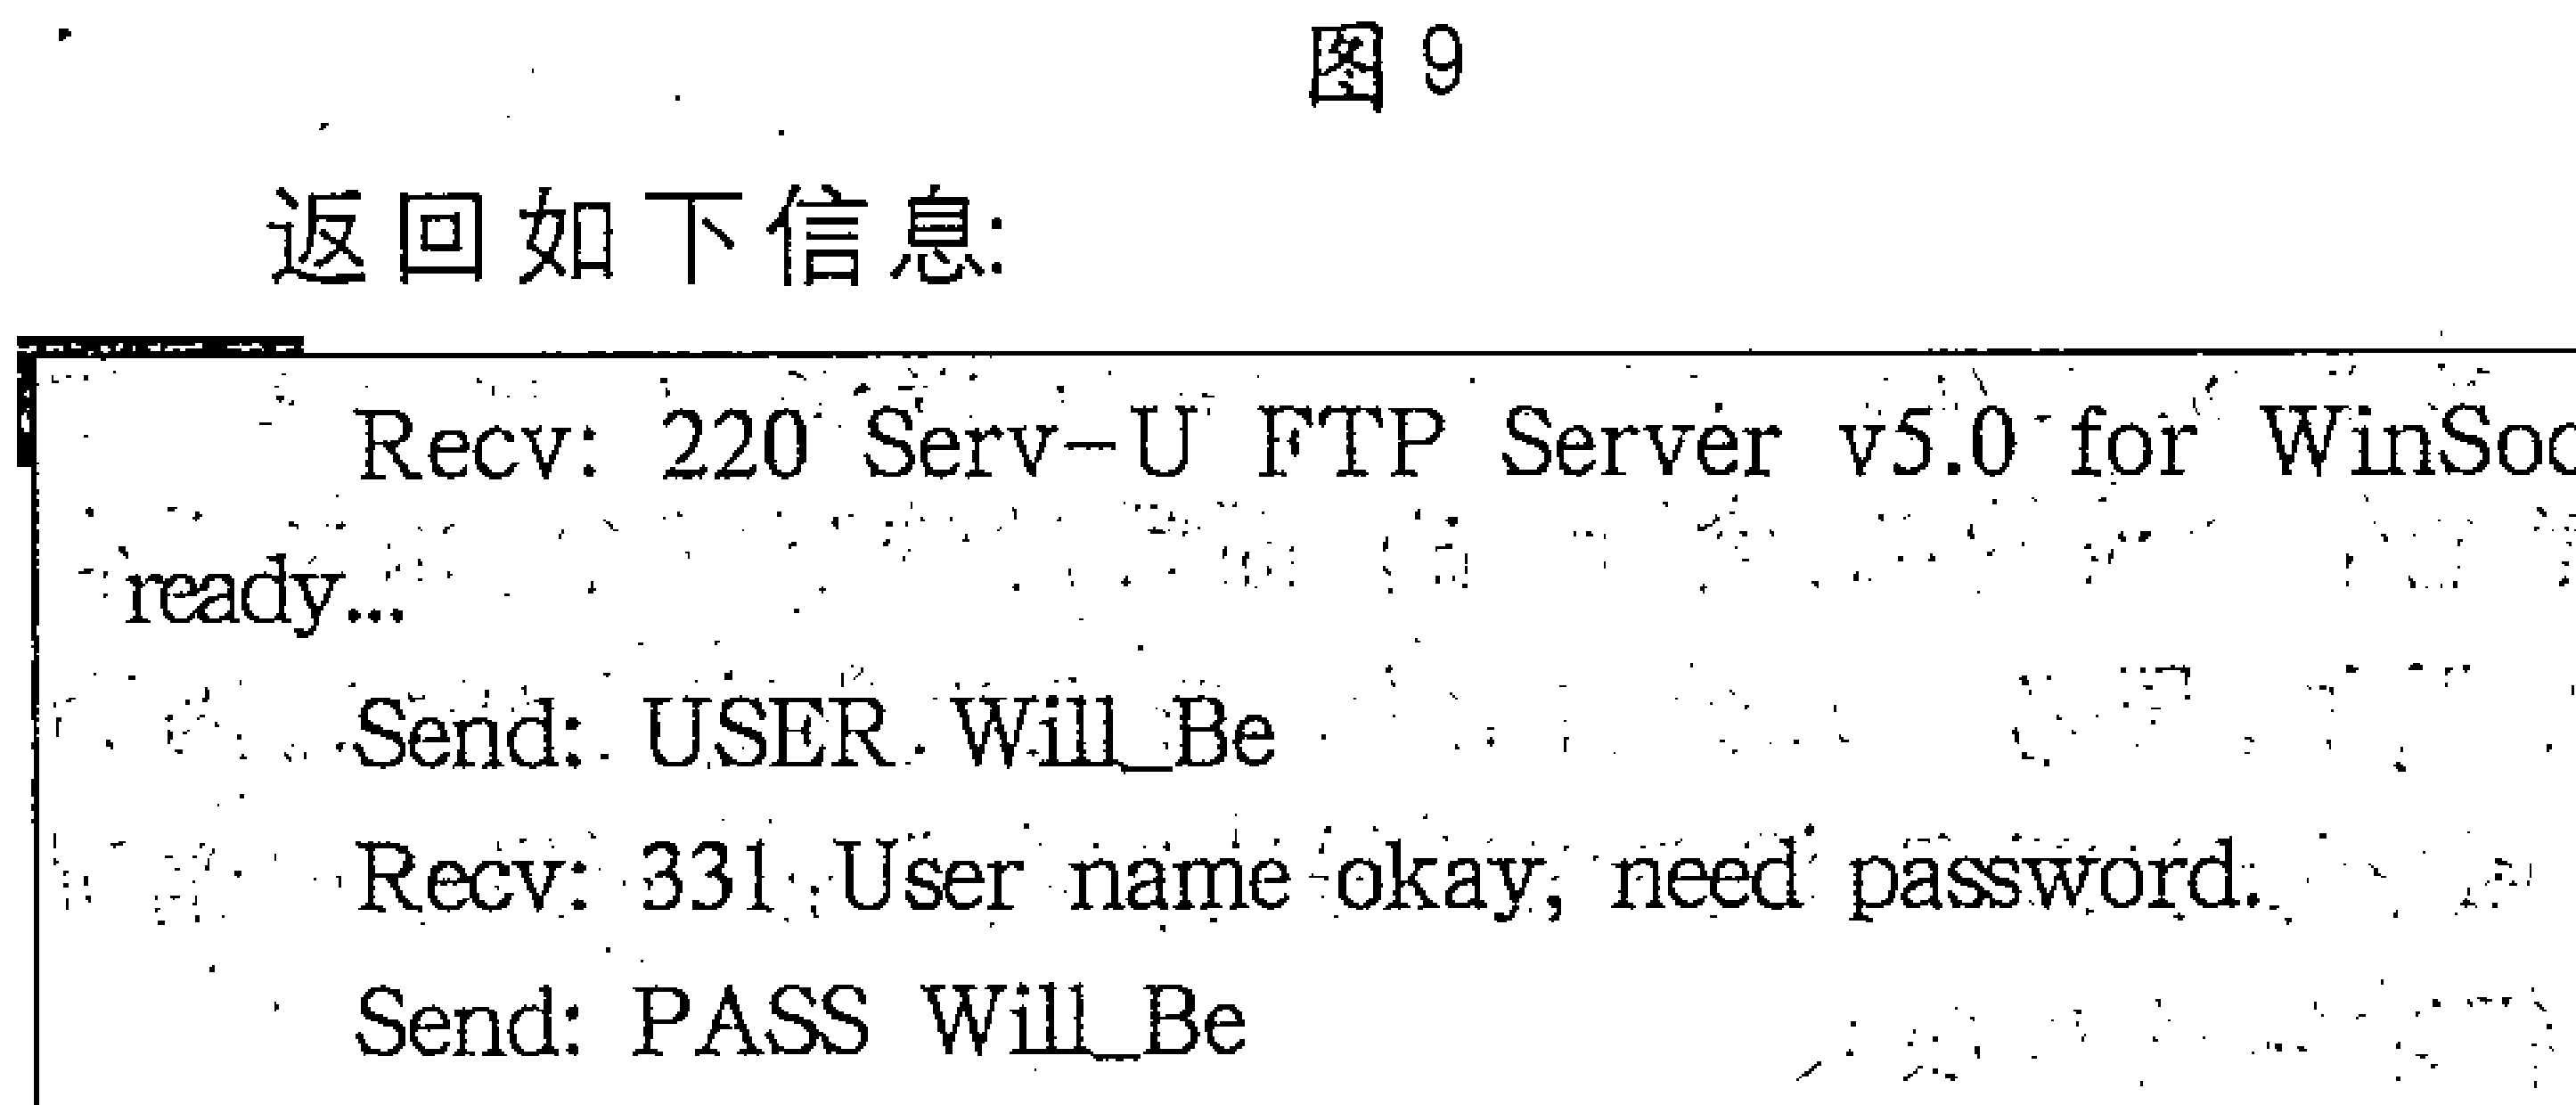 图 9
返回如下信息:
Recv: 220 Serv-U FTP Server v5.0 for
ready...
Send: USER Will_Be
Recv: 331 User name okay, need password.
Send: PASS Will_Be